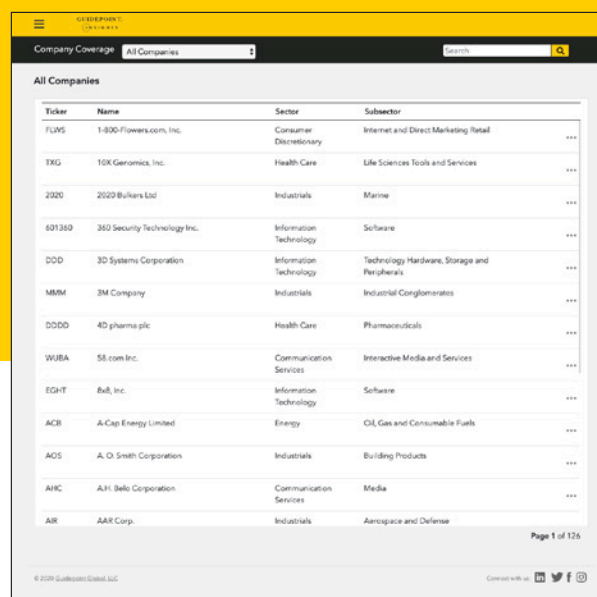 GUIDEPOINT
INSIGHTS
Company Coverage All Companies Search
All Companies
Ticker Name Sector Subsector
FLWS 1-800-Flowers.com, Inc. Consumer Discretionary Internet and Direct Marketing Retail
TXG 10X Genomics, Inc. Health Care Life Sciences Tools and Services
2020 2020 Bulkers Ltd Industrials Marine
601360 360 Security Technology Inc. Information Technology Software
DDD 3D Systems Corporation Information Technology Technology Hardware, Storage and Peripherals
MMM 3M Company Industrials Industrial Conglomerates
DDDD 4D pharma plc Health Care Pharmaceuticals
WUBA 58.com Inc. Communication Services Interactive Media and Services
EGHT 8x8, Inc. Information Technology Software
ACB A-Cap Energy Limited Energy Oil, Gas and Consumable Fuels
AOS A. O. Smith Corporation Industrials Building Products
AHC A.H. Belo Corporation Communication Services Media
AIR AAR Corp. Industrials Aerospace and Defense
Page 1 of 126
© 2020 Guidepoint Global, LLC Connect with us